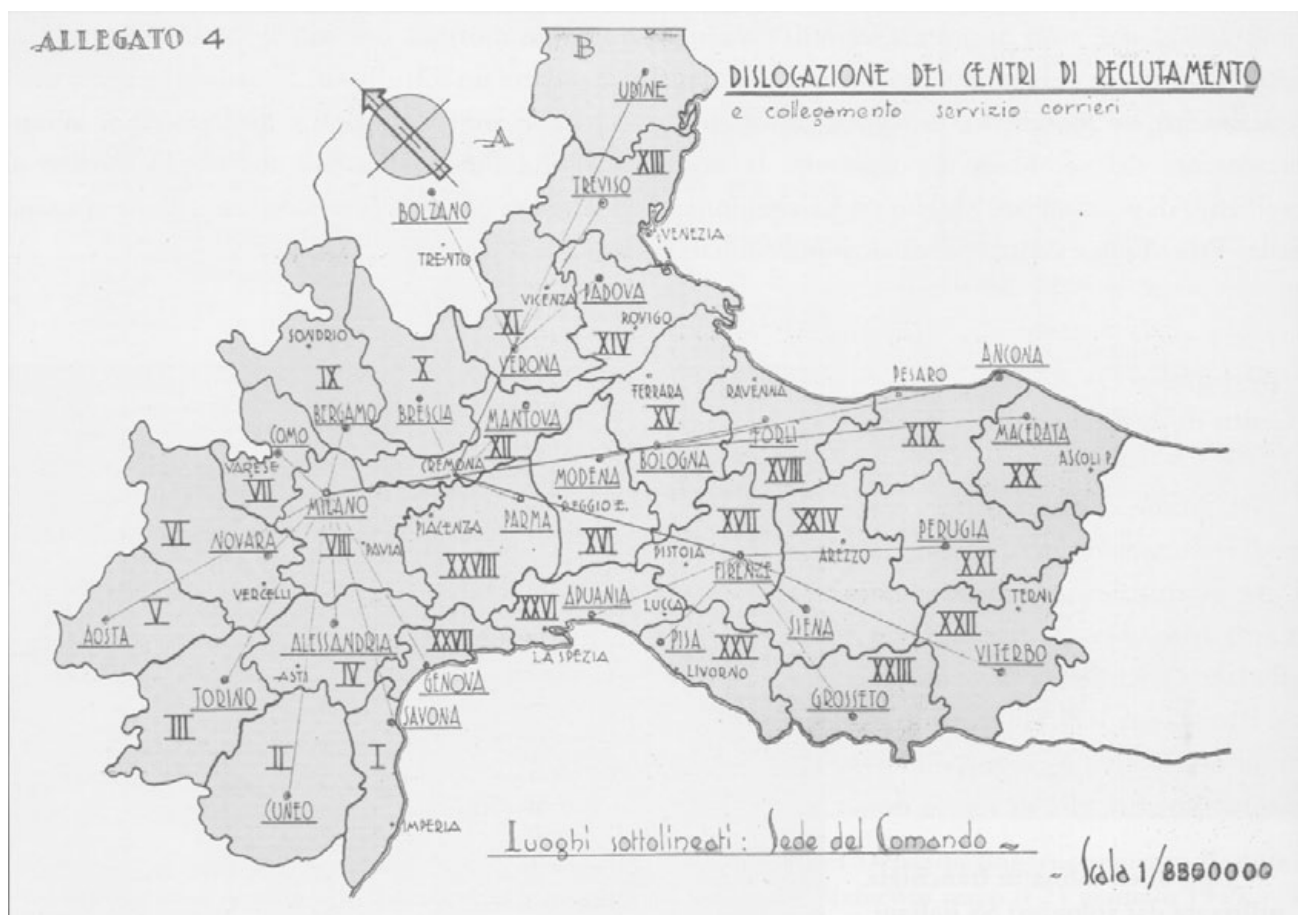 ALLEGATO 4
DISLOGAZIONE DEI CENTRI DI RECLUTAMENTO
e collegamento servizio corrieri
B
UDINE
A
XIII
TREVISO
BOLZANO
VENEZIA
TRENTO
VICENZA
PADOVA
ROVIGO
XI
XIV
SONDRIO
VERONA
ANCONA
IX
X
FERRARA
RAVENNA
PESARO
BERGAMO
BRESCIA
MANTOVA
XV
COMO
XII
FORLI
XIX
MACERATA
VARESE
CREMONA
MODENA
BOLOGNA
XVIII
XX
ASCOLI P.
VII
MILANO
REGGIO E.
PARMA
PIACENZA
XVII
XXIV
PERUGIA
VI
NOVARA
VIII
PAVIA
XVI
PISTOIA
AREZZO
XXVIII
FIRENZE
XXI
VERCELLI
XXVI
APUANIA
LUCCA
TERNI
V
AOSTA
SIENA
XXII
ALESSANDRIA
XXVII
PISA
XXV
VITERBO
LA SPEZIA
ASTI
IV
LIVORNO
XXIII
TORINO
GENOVA
GROSSETO
III
SAVONA
II
I
CUNEO
IMPERIA
Luoghi sottolineati: Sede del Comando
Scala 1/